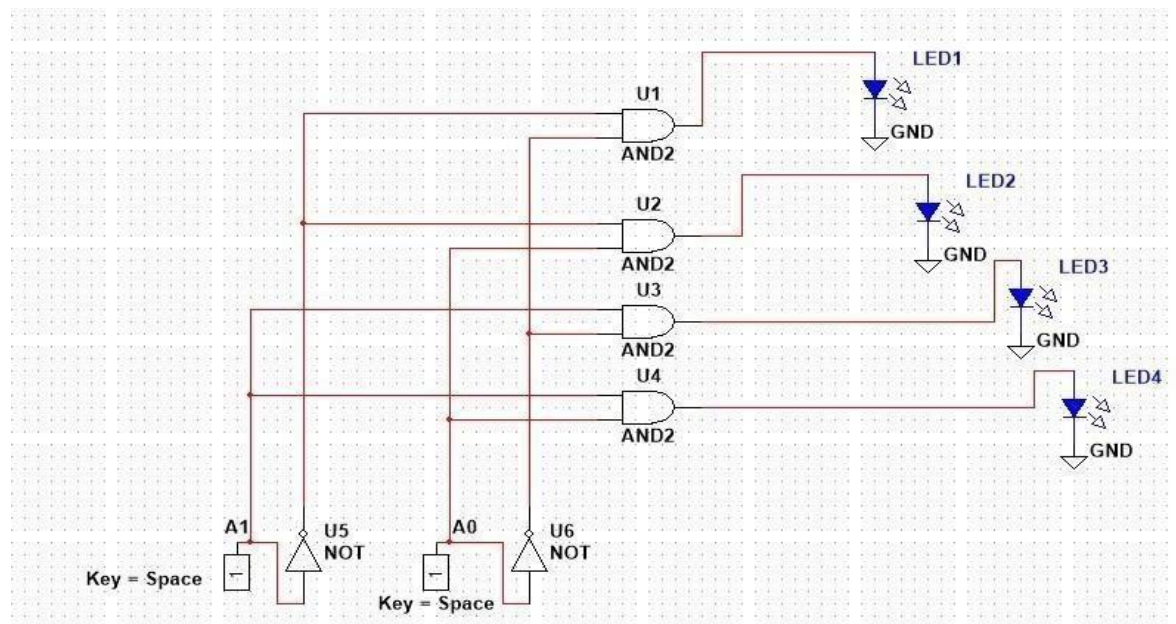 LED1
U1
GND
AND2
LED2
U2
GND
AND2
LED3
U3
GND
AND2
U4
LED4
AND2
GND
A1
U5
A0
U6
NOT
NOT
1
1
Key = Space
Key = Space